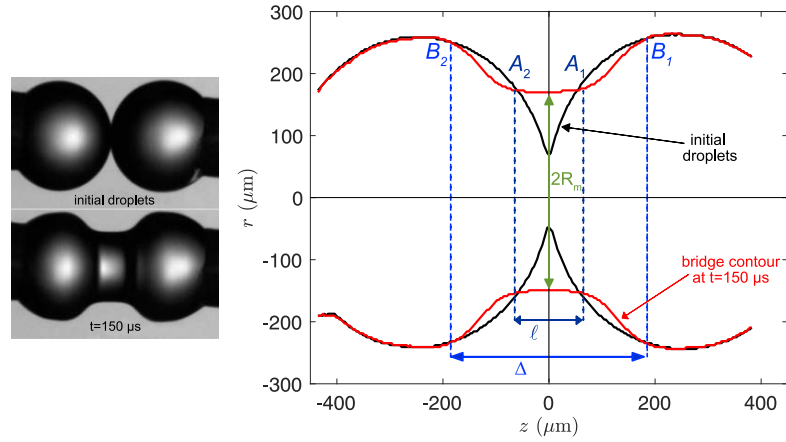 initial droplets
t=150 μs
300
200
100
0
-100
-200
-300
r (μm)
-400
-200
0
200
400
z (μm)
B₂
A₂
A₁
B₁
initial
droplets
2Rₘ
bridge contour
at t=150 μs
ℓ
Δ